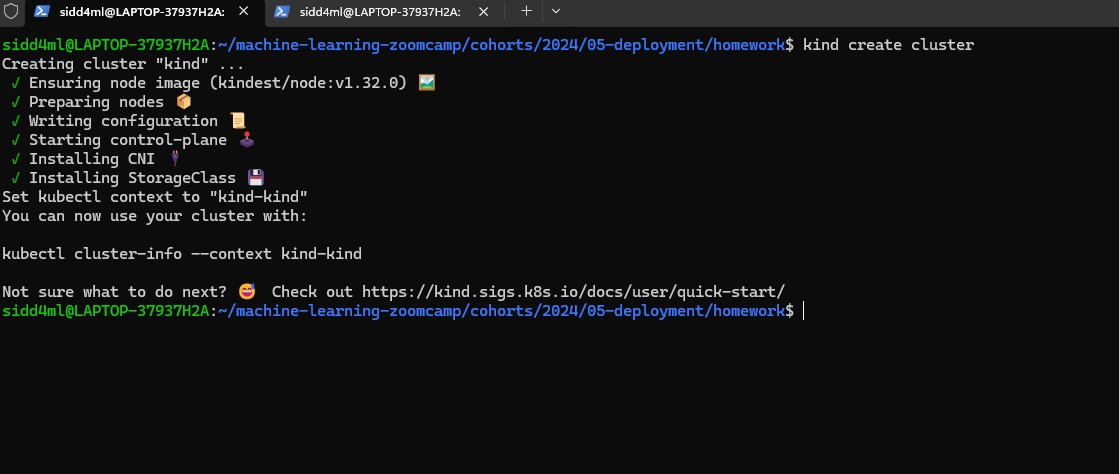 sidd4ml@LAPTOP-37937H2A: sidd4ml@LAPTOP-37937H2A:
sidd4ml@LAPTOP-37937H2A:~/machine-learning-zoomcamp/cohorts/2024/05-deployment/homework$ kind create cluster
Creating cluster "kind" ...
✓ Ensuring node image (kindest/node:v1.32.0) 🖼
✓ Preparing nodes 📦
✓ Writing configuration 📜
✓ Starting control-plane 🕹
✓ Installing CNI 🔌
✓ Installing StorageClass 💾
Set kubectl context to "kind-kind"
You can now use your cluster with:
kubectl cluster-info --context kind-kind
Not sure what to do next? 😅 Check out https://kind.sigs.k8s.io/docs/user/quick-start/
sidd4ml@LAPTOP-37937H2A:~/machine-learning-zoomcamp/cohorts/2024/05-deployment/homework$